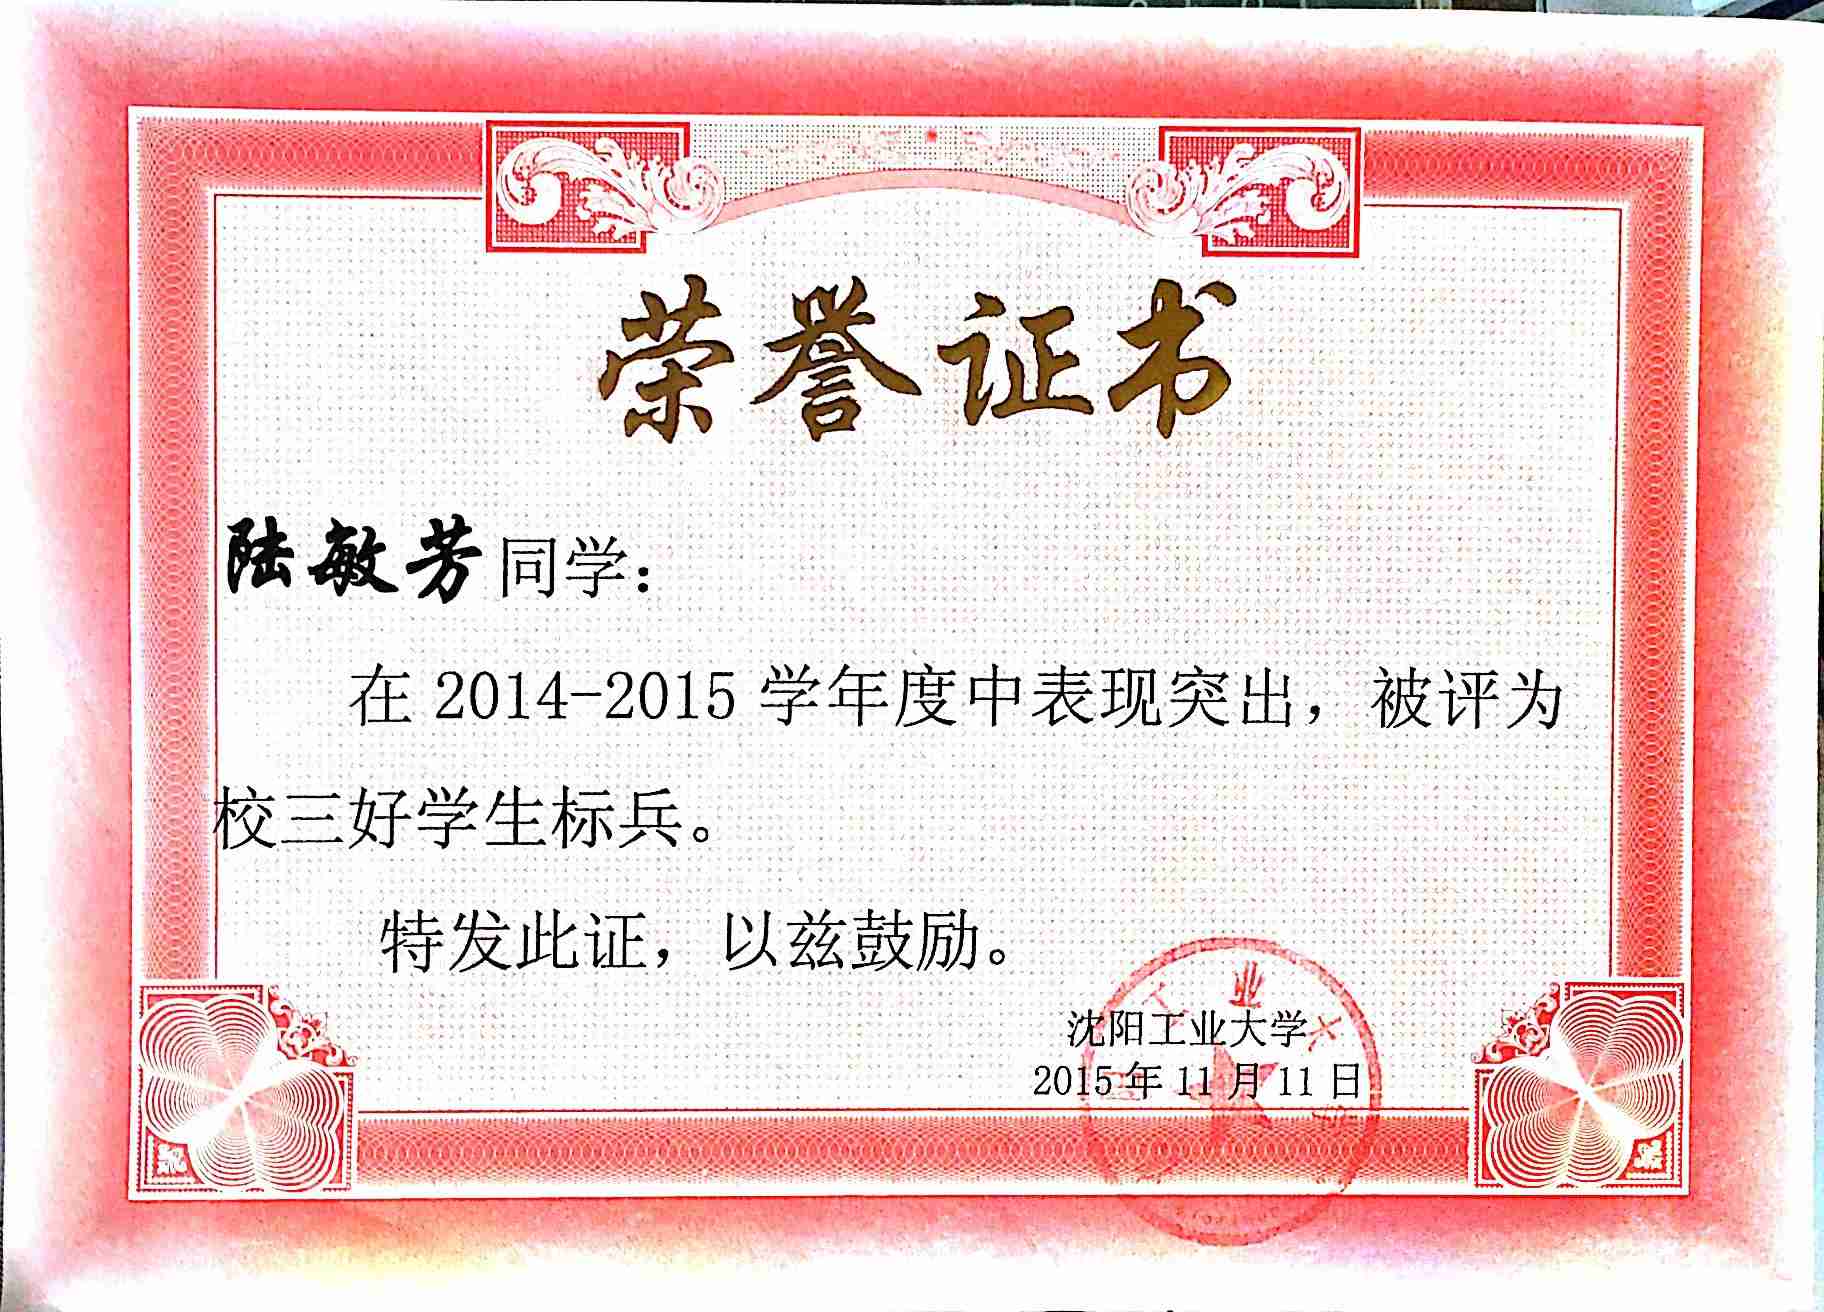 荣誉证书
陆敏芳同学：
在2014-2015学年度中表现突出，被评为
校三好学生标兵。
特发此证，以兹鼓励。
沈阳工业大学
2015年11月11日